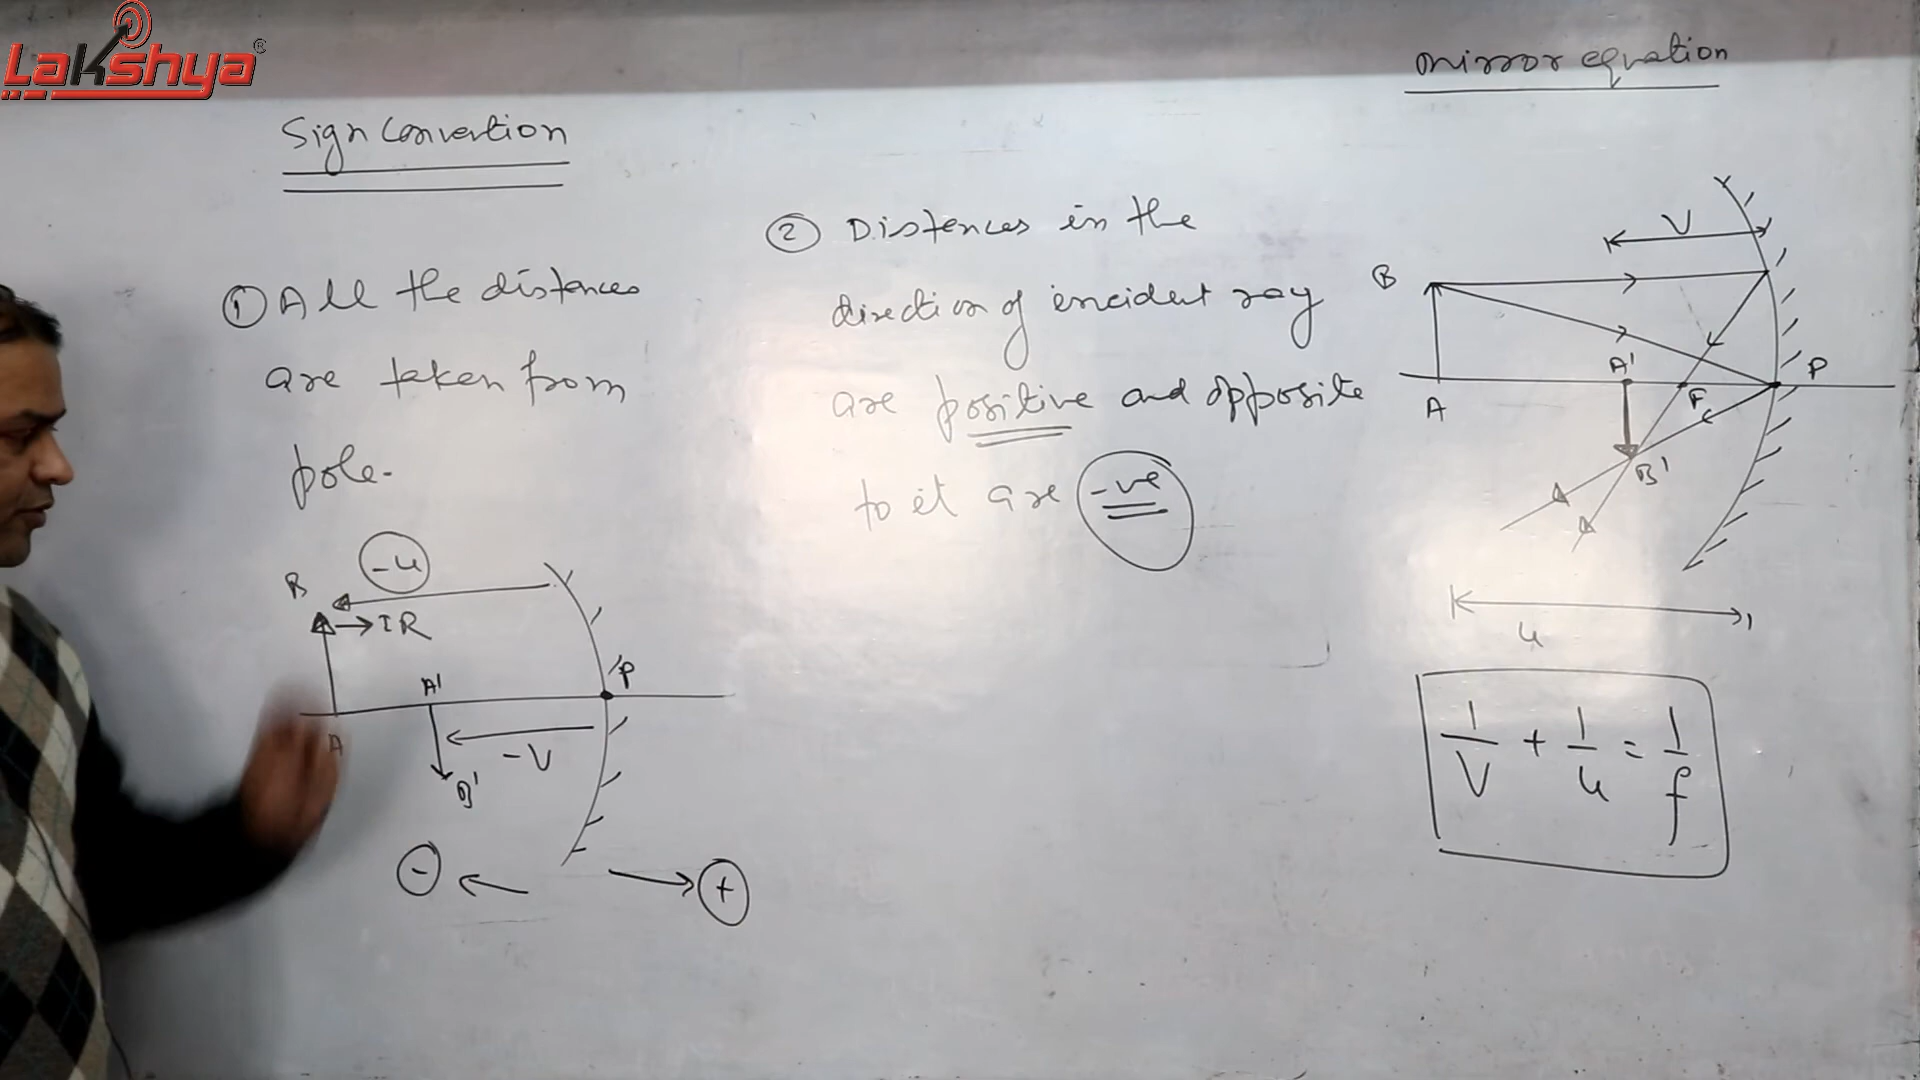 Lakshya®
Sign Convention
① All the distances
are taken from
pole.
-u
B
IR
A'
P
A
-V
B'
-
+
② Distences in the
direction of incident ray
are positive and opposite
to it are -ve
mirror equation
V
B
A'
P
F
A
B'
u
1/V + 1/u = 1/f